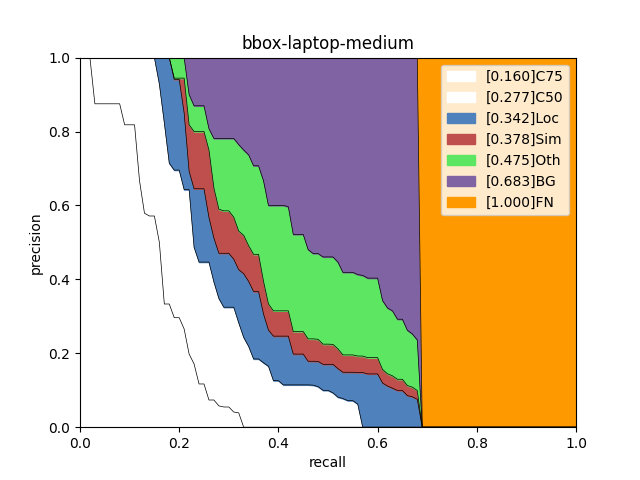 bbox-laptop-medium
1.0
0.8
0.6
0.4
0.2
0.0
precision
[0.160]C75
[0.277]C50
[0.342]Loc
[0.378]Sim
[0.475]Oth
[0.683]BG
[1.000]FN
0.0 0.2 0.4 0.6 0.8 1.0
recall